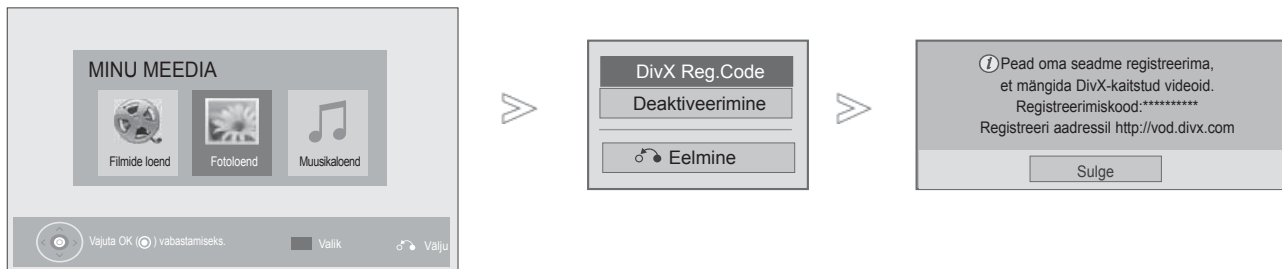 MINU MEEDIA
Filmide loend
Fotoloend
Muusikaloend
Vajuta OK (◉) vabastamiseks.
Valik
Välju
DivX Reg.Code
Deaktiveerimine
Eelmine
Pead oma seadme registreerima,
et mängida DivX-kaitstud videoid.
Registreerimiskood:**********
Registreeri aadressil http://vod.divx.com
Sulge